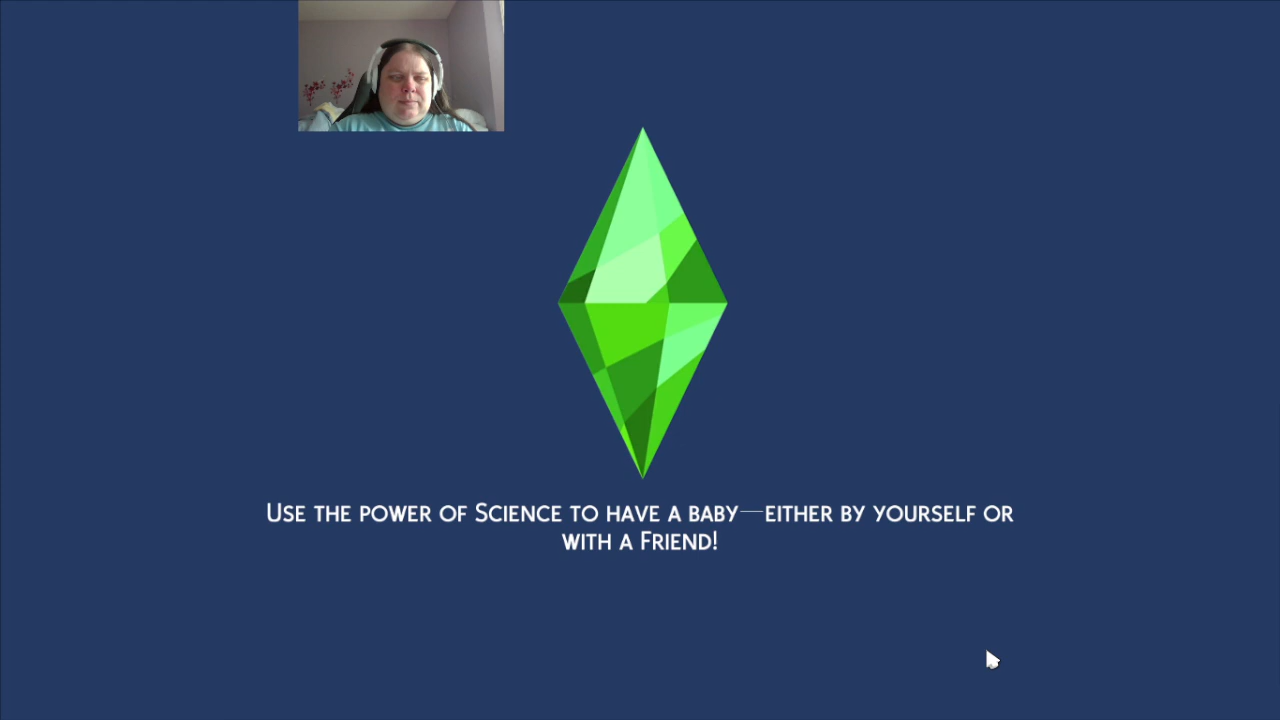 Use the power of Science to have a baby—either by yourself or
with a Friend!